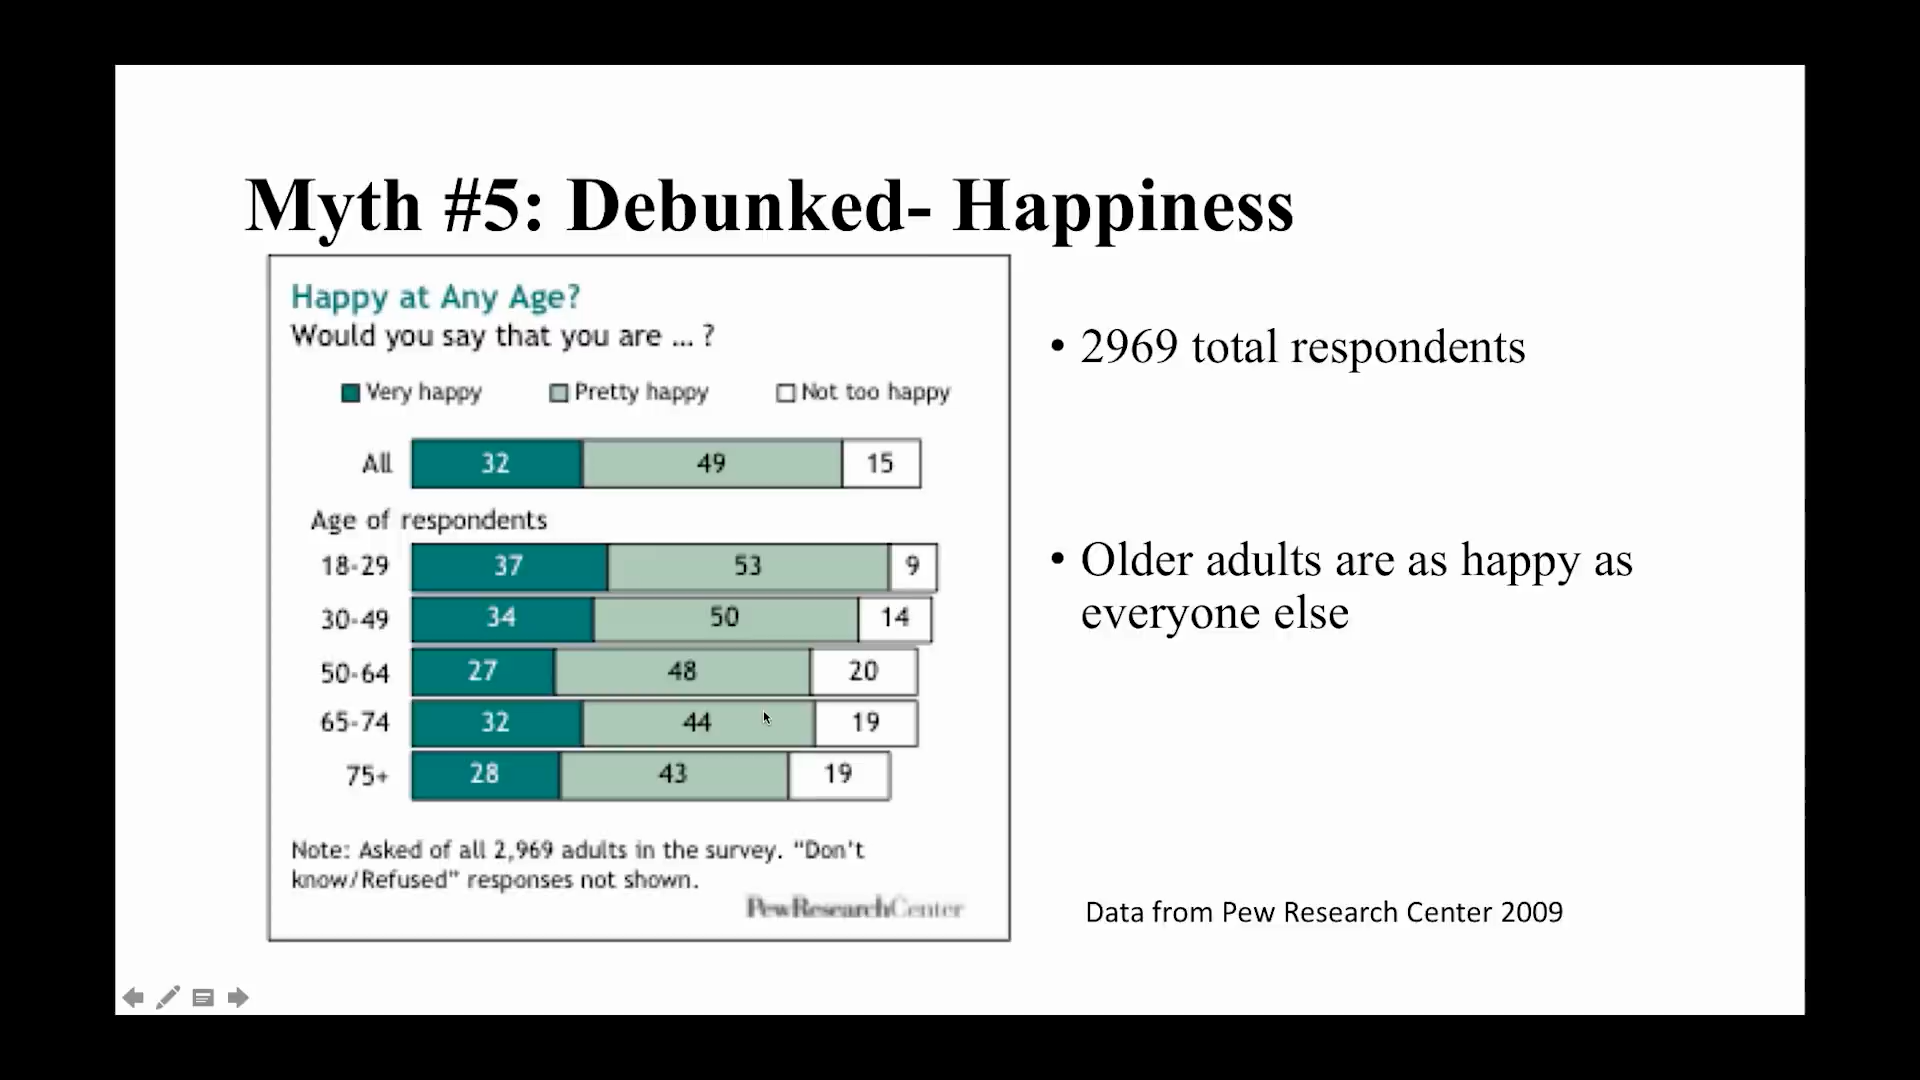 Myth #5: Debunked- Happiness
Happy at Any Age?
Would you say that you are ... ?
Very happy Pretty happy Not too happy
All 32 49 15
Age of respondents
18-29 37 53 9
30-49 34 50 14
50-64 27 48 20
65-74 32 44 19
75+ 28 43 19
Note: Asked of all 2,969 adults in the survey. "Don't
know/Refused" responses not shown.
PewResearchCenter
• 2969 total respondents
• Older adults are as happy as
everyone else
Data from Pew Research Center 2009